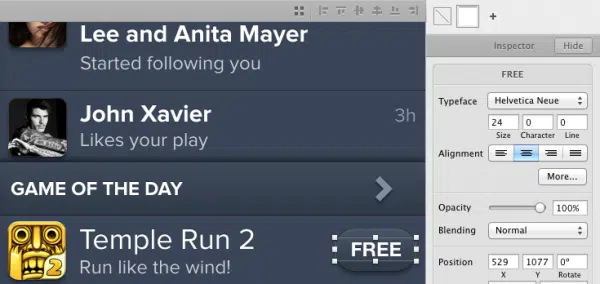 Lee and Anita Mayer
Started following you
John Xavier
3h
Likes your play
GAME OF THE DAY
Temple Run 2
Run like the wind!
2
FREE
+
Inspector
Hide
FREE
Typeface
Helvetica Neue
24
0
0
Size
Character
Line
Alignment
More...
Opacity
100%
Blending
Normal
Position
529
1077
0°
X
Y
Rotate